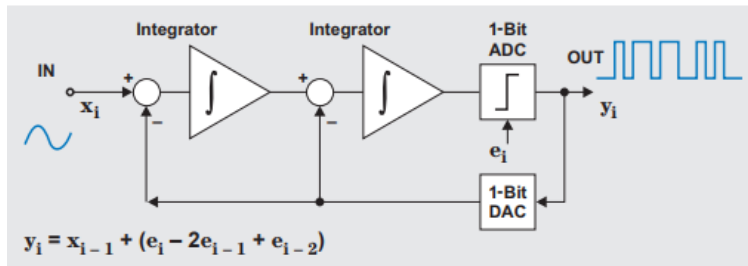 Integrator
Integrator
1-Bit
ADC
IN
OUT
+
+
xᵢ
−
−
yᵢ
∫
∫
eᵢ
1-Bit
DAC
yᵢ = xᵢ₋₁ + (eᵢ – 2eᵢ₋₁ + eᵢ₋₂)